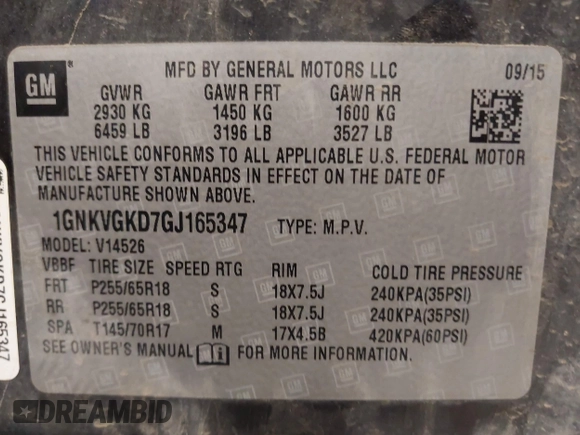 GM
MFD BY GENERAL MOTORS LLC 09/15
GVWR GAWR FRT GAWR RR
2930 KG 1450 KG 1600 KG
6459 LB 3196 LB 3527 LB
THIS VEHICLE CONFORMS TO ALL APPLICABLE U.S. FEDERAL MOTOR
VEHICLE SAFETY STANDARDS IN EFFECT ON THE DATE OF
MANUFACTURE SHOWN ABOVE.
1GNKVGKD7GJ165347 TYPE: M.P.V.
MODEL: V14526
VBBF TIRE SIZE SPEED RTG RIM COLD TIRE PRESSURE
FRT P255/65R18 S 18X7.5J 240KPA(35PSI)
RR P255/65R18 S 18X7.5J 240KPA(35PSI)
SPA T145/70R17 M 17X4.5B 420KPA(60PSI)
SEE OWNER'S MANUAL FOR MORE INFORMATION.
DREAMBID